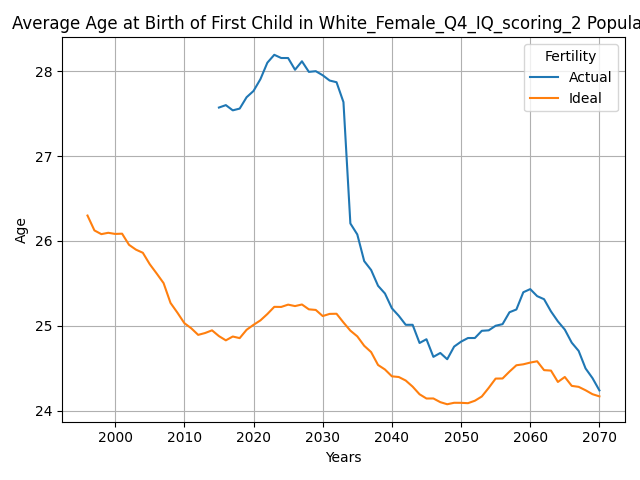 Average Age at Birth of First Child in White_Female_Q4_IQ_scoring_2 Popula
Fertility
Actual
Ideal
Age
28
27
26
25
24
2000 2010 2020 2030 2040 2050 2060 2070
Years